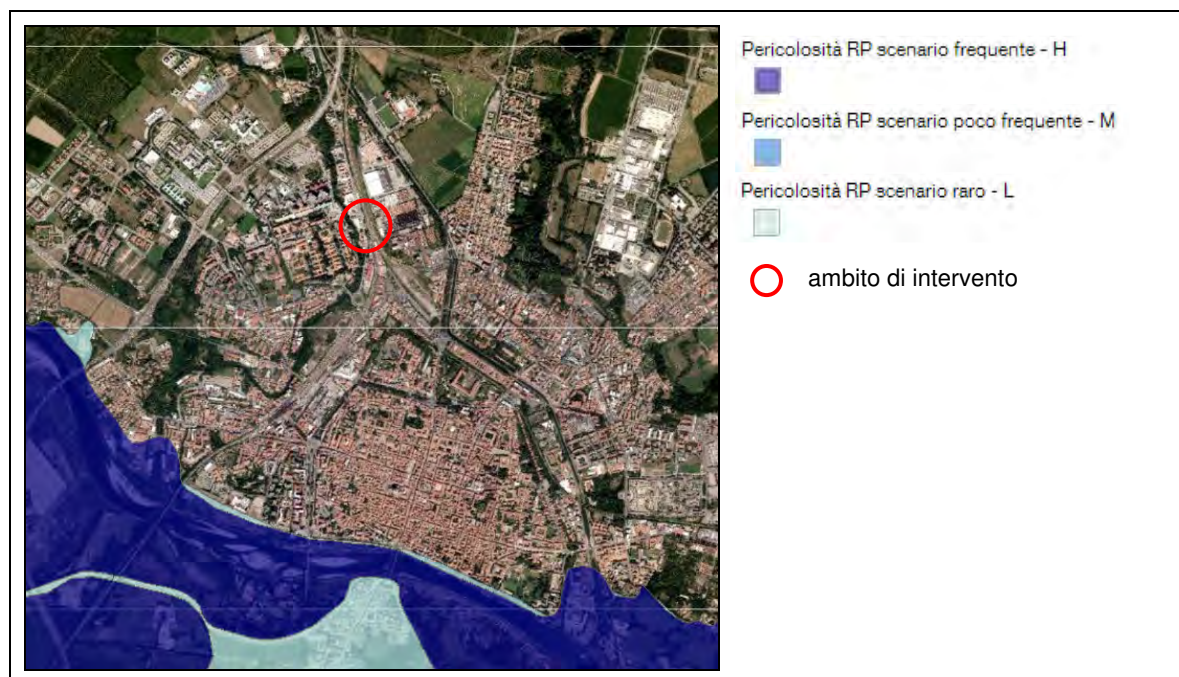 Pericolosità RP scenario frequente - H
Pericolosità RP scenario poco frequente - M
Pericolosità RP scenario raro - L
ambito di intervento